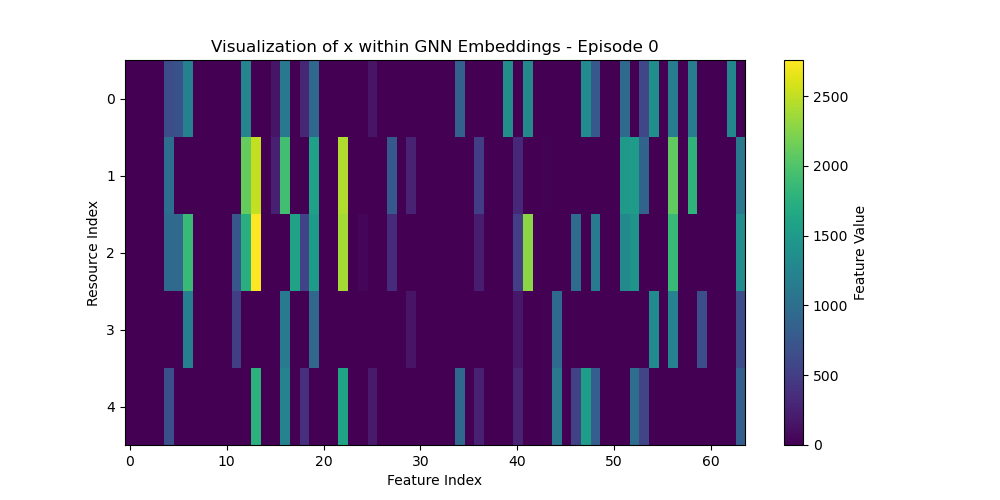 Visualization of x within GNN Embeddings - Episode 0
Resource Index
0
1
2
3
4
0 10 20 30 40 50 60
Feature Index
2500
2000
1500
1000
500
0
Feature Value